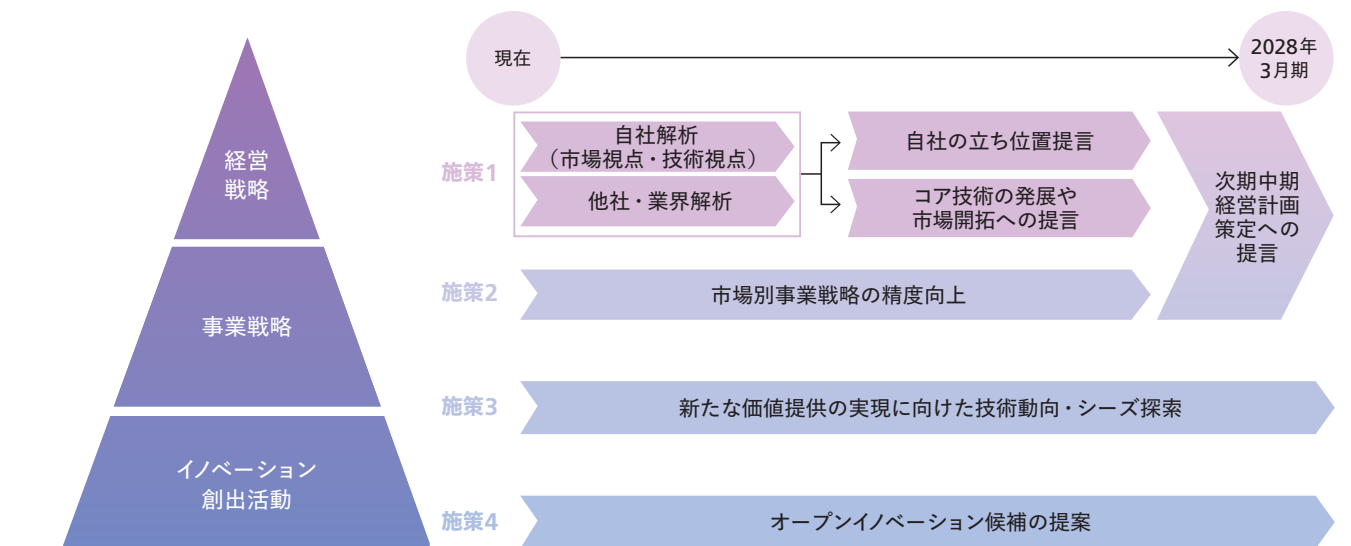 現在
2028年
3月期
経営
戦略
事業戦略
イノベーション
創出活動
施策1
自社解析
（市場視点・技術視点）
他社・業界解析
自社の立ち位置提言
コア技術の発展や
市場開拓への提言
次期中期
経営計画
策定への
提言
施策2
市場別事業戦略の精度向上
施策3
新たな価値提供の実現に向けた技術動向・シーズ探索
施策4
オープンイノベーション候補の提案